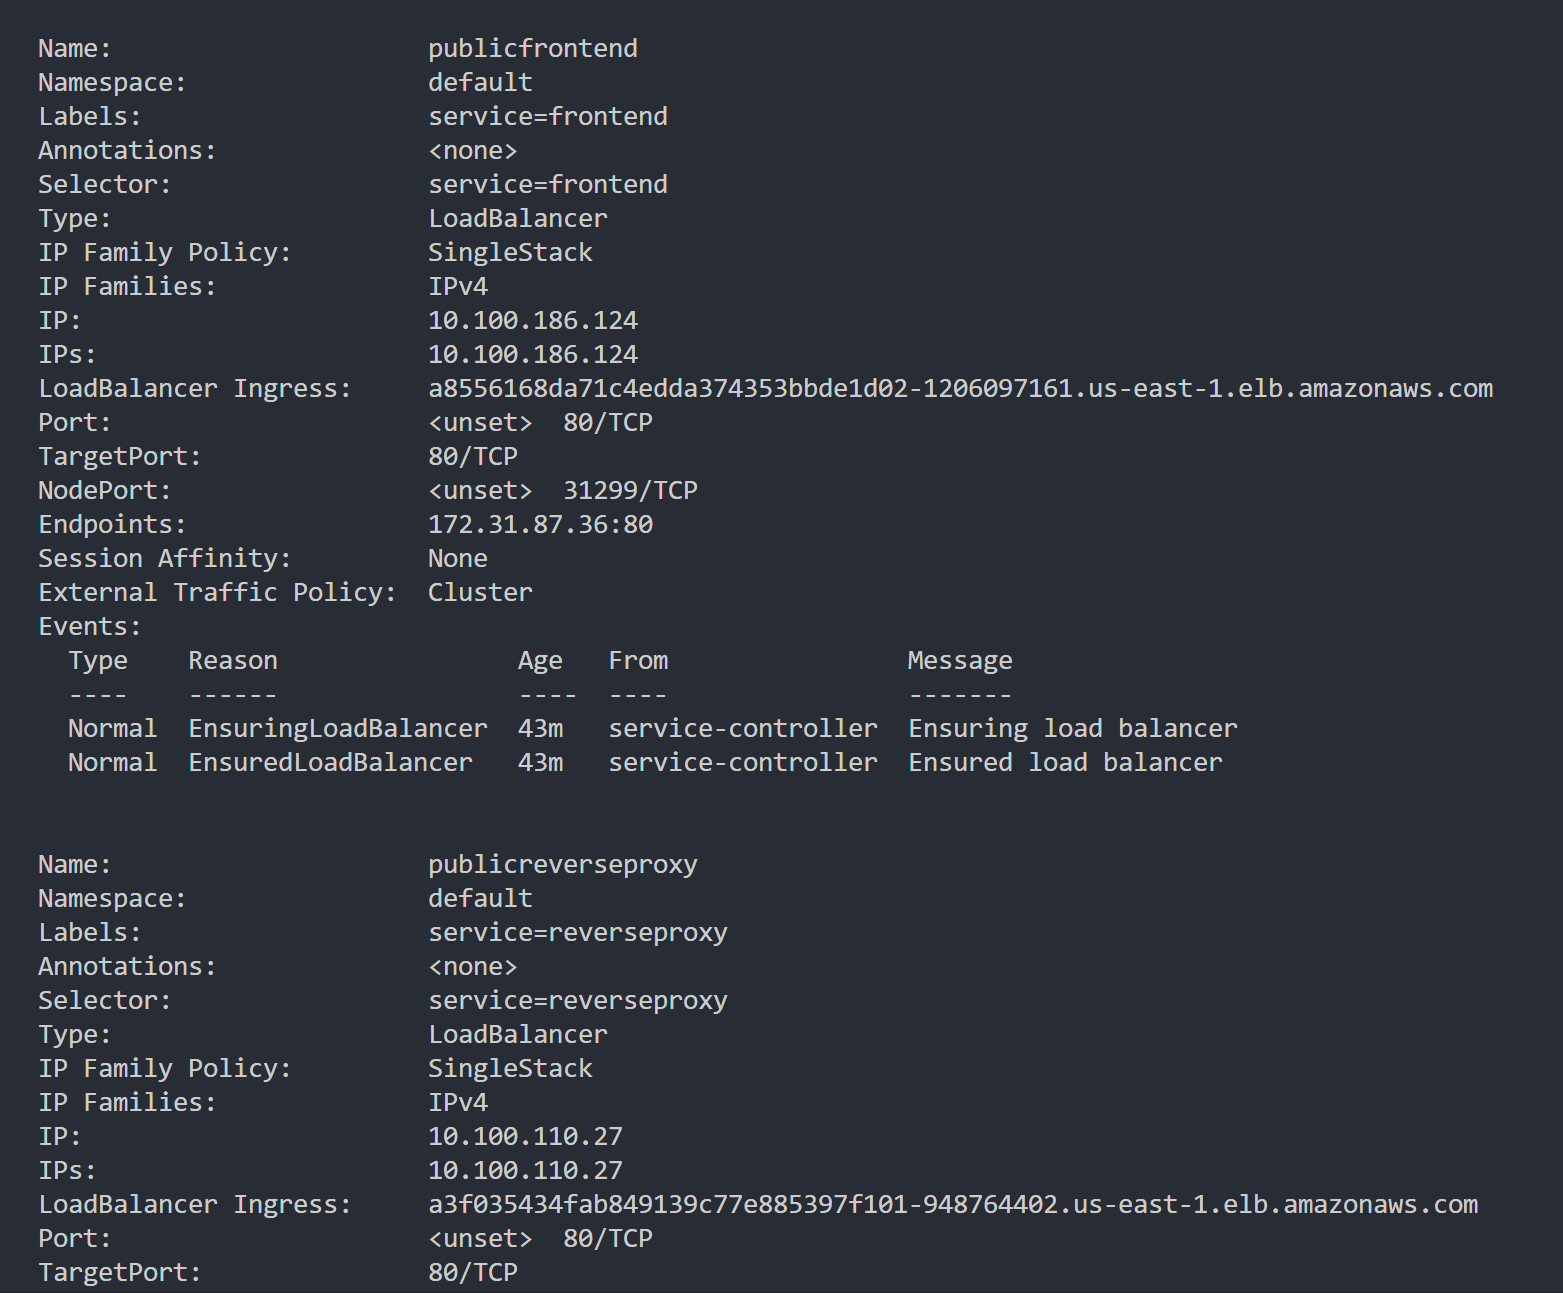 Name:                     publicfrontend
Namespace:                default
Labels:                   service=frontend
Annotations:              <none>
Selector:                 service=frontend
Type:                     LoadBalancer
IP Family Policy:         SingleStack
IP Families:              IPv4
IP:                       10.100.186.124
IPs:                      10.100.186.124
LoadBalancer Ingress:     a8556168da71c4edda374353bbde1d02-1206097161.us-east-1.elb.amazonaws.com
Port:                     <unset>  80/TCP
TargetPort:               80/TCP
NodePort:                 <unset>  31299/TCP
Endpoints:                172.31.87.36:80
Session Affinity:         None
External Traffic Policy:  Cluster
Events:
  Type    Reason                Age   From                Message
  ----    ------                ----  ----                -------
  Normal  EnsuringLoadBalancer  43m   service-controller  Ensuring load balancer
  Normal  EnsuredLoadBalancer   43m   service-controller  Ensured load balancer
Name:                     publicreverseproxy
Namespace:                default
Labels:                   service=reverseproxy
Annotations:              <none>
Selector:                 service=reverseproxy
Type:                     LoadBalancer
IP Family Policy:         SingleStack
IP Families:              IPv4
IP:                       10.100.110.27
IPs:                      10.100.110.27
LoadBalancer Ingress:     a3f035434fab849139c77e885397f101-948764402.us-east-1.elb.amazonaws.com
Port:                     <unset>  80/TCP
TargetPort:               80/TCP